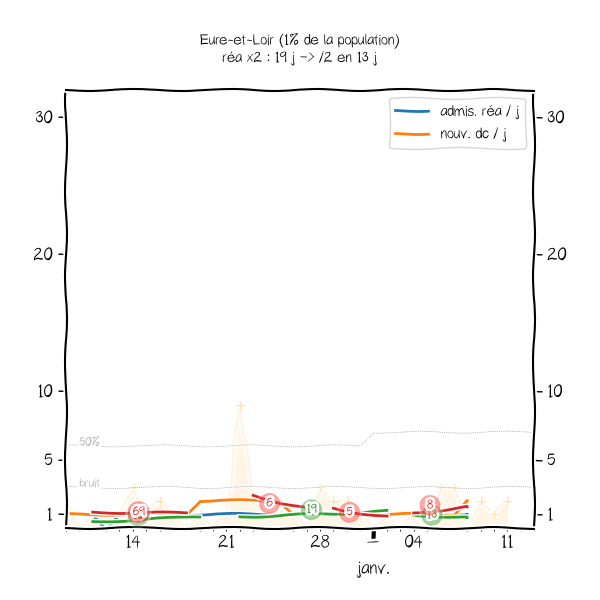 Eure-et-Loir (1% de la population)
réa x2 : 19 j -> /2 en 13 j
admis. réa / j
nouv. dc / j
30 30
20 20
10 10
50%
5 5
bruit
69 6 19 5 8 13
1 1
14 21 28 1 04 11
janv.